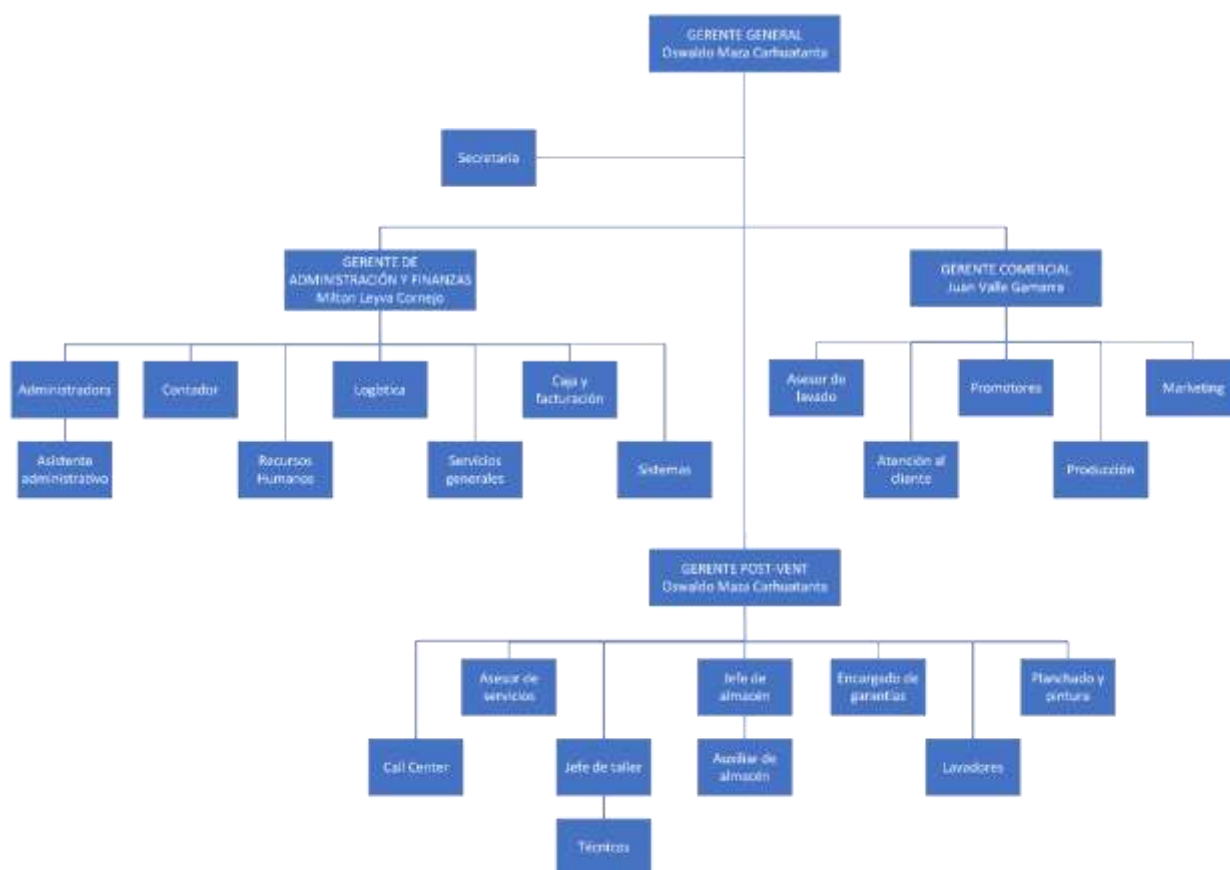 GERENTE GENERAL
Oswaldo Maza Carhuatanta
Secretaria
GERENTE DE
ADMINISTRACIÓN Y FINANZAS
Milton Leyva Cornejo
GERENTE COMERCIAL
Juan Valle Gamarra
Administradora
Contador
Logística
Caja y
facturación
Asesor de
lavado
Promotores
Marketing
Asistente
administrativo
Recursos
Humanos
Servicios
generales
Sistemas
Atención al
cliente
Producción
GERENTE POST-VENT
Oswaldo Maza Carhuatanta
Asesor de
servicios
Jefe de
almacén
Encargado de
garantías
Planchado y
pintura
Call Center
Jefe de taller
Auxiliar de
almacén
Lavadores
Técnicos